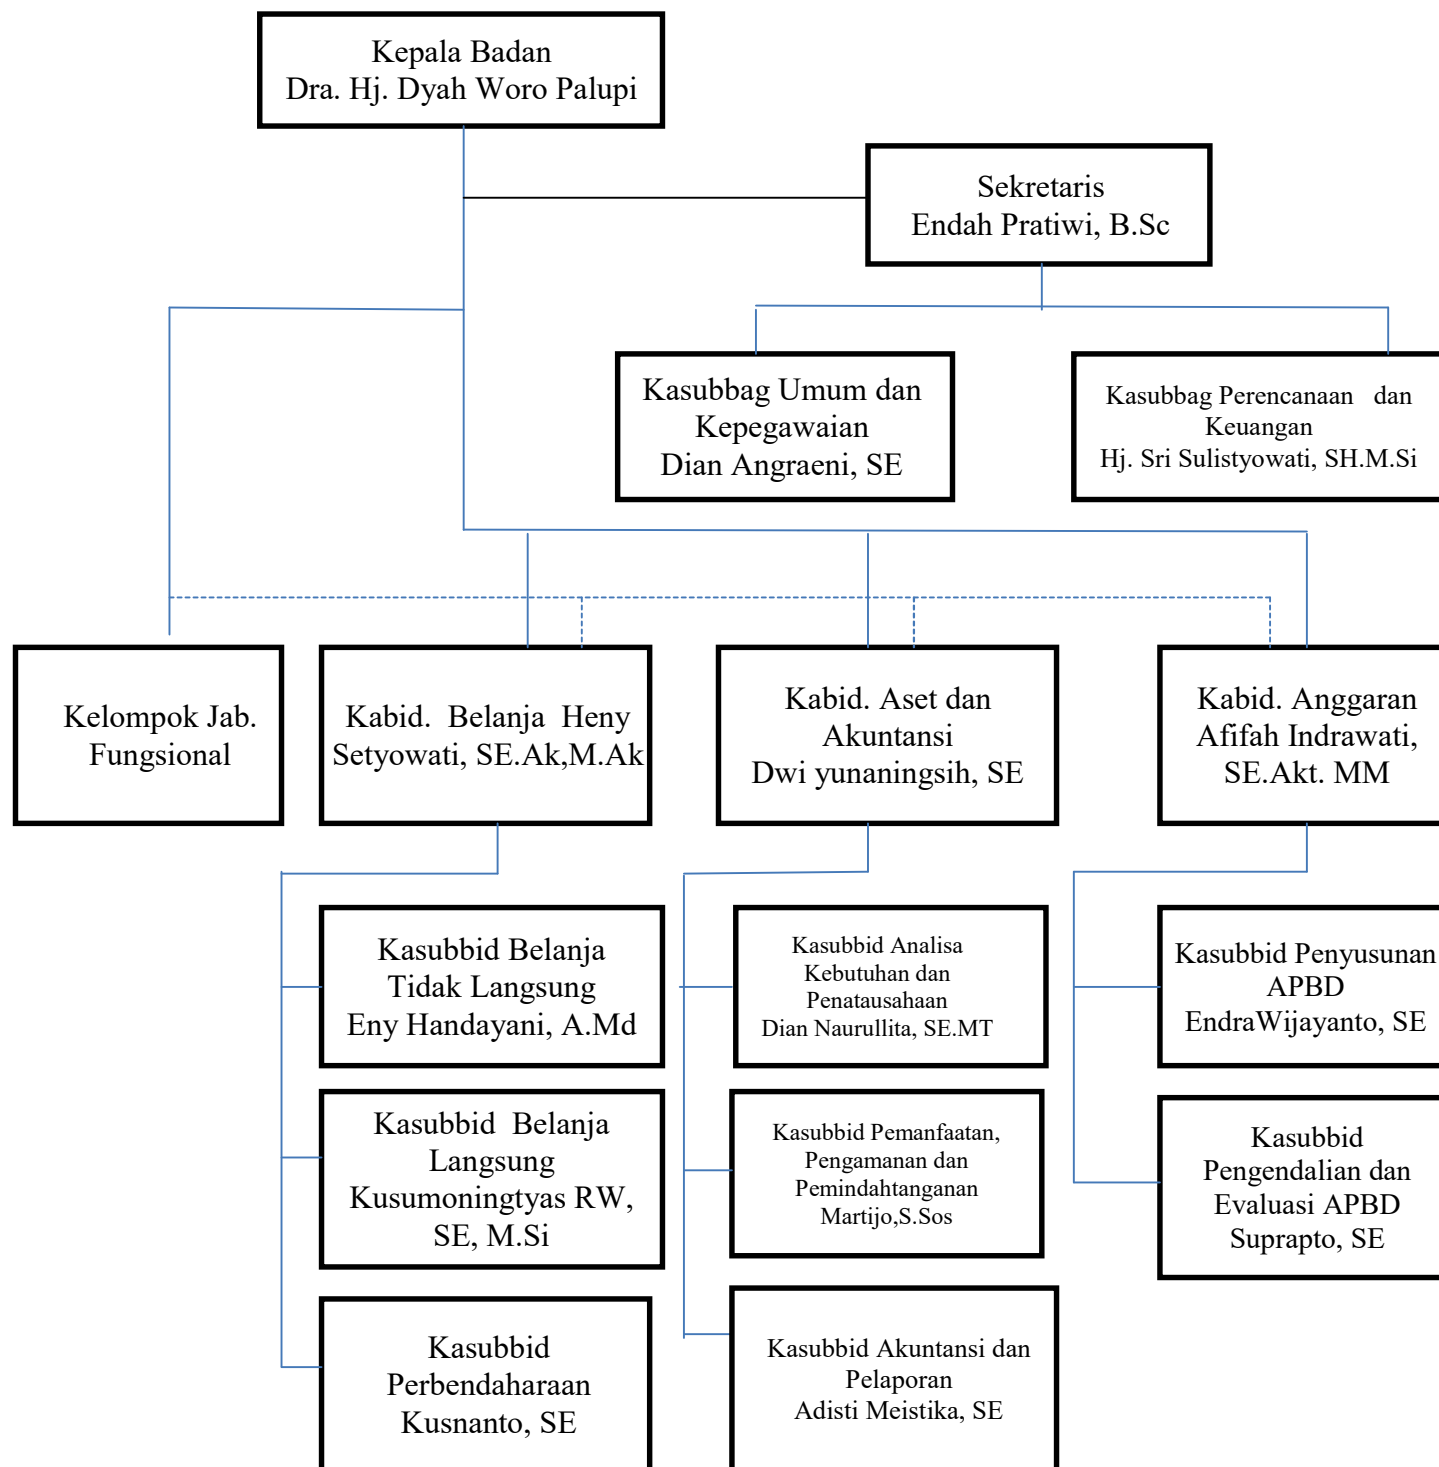 Kepala Badan
Dra. Hj. Dyah Woro Palupi
Sekretaris
Endah Pratiwi, B.Sc
Kasubbag Umum dan
Kepegawaian
Dian Angraeni, SE
Kasubbag Perencanaan dan
Keuangan
Hj. Sri Sulistyowati, SH.M.Si
Kelompok Jab.
Fungsional
Kabid. Belanja Heny
Setyowati, SE.Ak,M.Ak
Kabid. Aset dan
Akuntansi
Dwi yunaningsih, SE
Kabid. Anggaran
Afifah Indrawati,
SE.Akt. MM
Kasubbid Belanja
Tidak Langsung
Eny Handayani, A.Md
Kasubbid Analisa
Kebutuhan dan
Penatausahaan
Dian Naurullita, SE.MT
Kasubbid Penyusunan
APBD
EndraWijayanto, SE
Kasubbid Belanja
Langsung
Kusumoningtyas RW,
SE, M.Si
Kasubbid Pemanfaatan,
Pengamanan dan
Pemindahtanganan
Martijo,S.Sos
Kasubbid
Pengendalian dan
Evaluasi APBD
Suprapto, SE
Kasubbid
Perbendaharaan
Kusnanto, SE
Kasubbid Akuntansi dan
Pelaporan
Adisti Meistika, SE